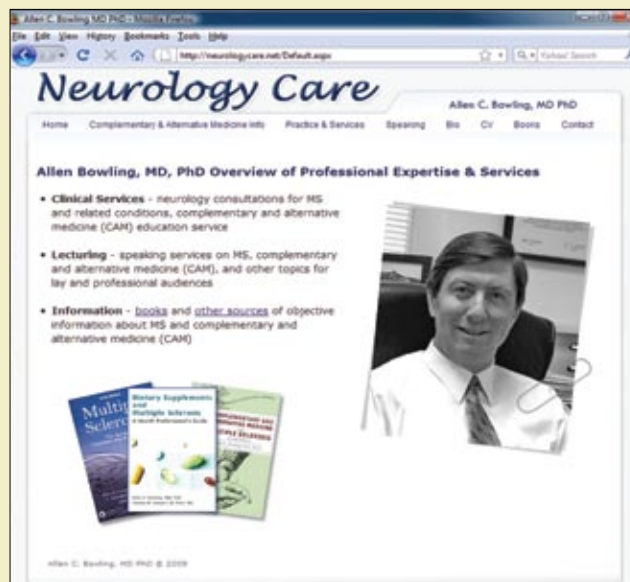 Allen C. Bowling MD PhD - Mozilla Firefox
File Edit View History Bookmarks Tools Help
http://neurologycare.net/Default.aspx
Yahoo! Search
Neurology Care
Allen C. Bowling, MD PhD
Home Complementary & Alternative Medicine Info Practice & Services Speaking Bio CV Books Contact
Allen Bowling, MD, PhD Overview of Professional Expertise & Services
• Clinical Services - neurology consultations for MS
and related conditions, complementary and alternative
medicine (CAM) education service
• Lecturing - speaking services on MS, complementary
and alternative medicine (CAM), and other topics for
lay and professional audiences
• Information - books and other sources of objective
information about MS and complementary and
alternative medicine (CAM)
Dietary Supplements
and
Multiple Sclerosis
A Health Professional's Guide
Allen C. Bowling, MD PhD © 2009